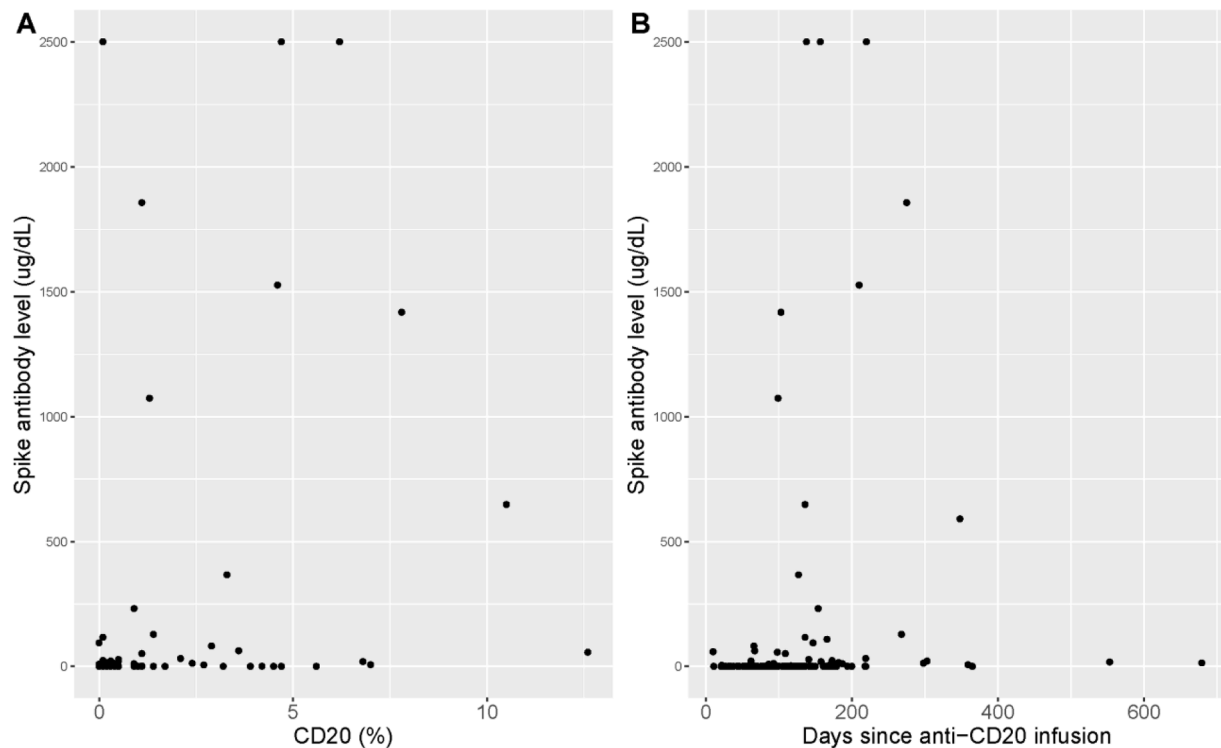 A
Spike antibody level (ug/dL)
2500
2000
1500
1000
500
0
0 5 10
CD20 (%)
B
Spike antibody level (ug/dL)
2500
2000
1500
1000
500
0
0 200 400 600
Days since anti−CD20 infusion